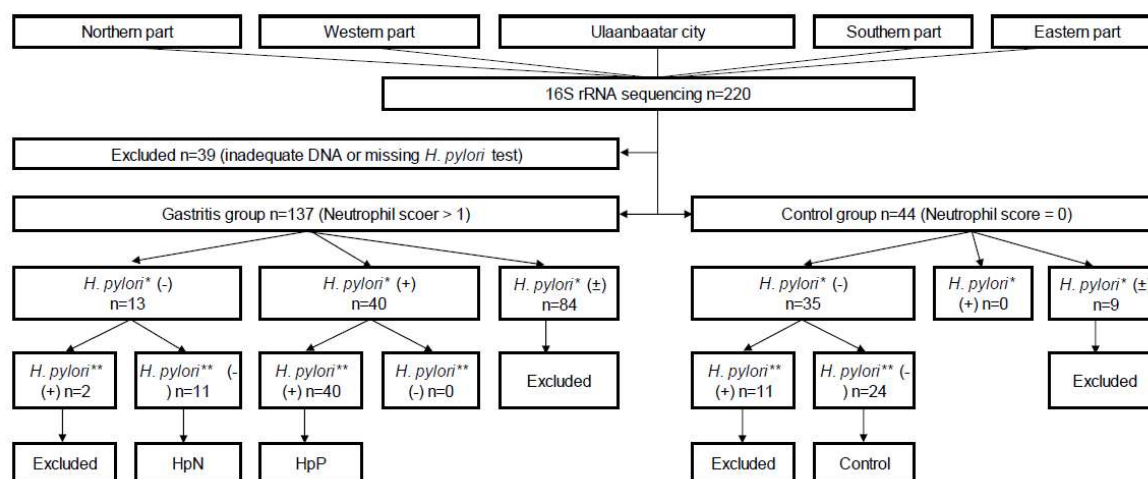 Northern part
Western part
Ulaanbaatar city
Southern part
Eastern part
16S rRNA sequencing n=220
Excluded n=39 (inadequate DNA or missing H. pylori test)
Gastritis group n=137 (Neutrophil scoer > 1)
Control group n=44 (Neutrophil score = 0)
H. pylori* (-)
n=13
H. pylori* (+)
n=40
H. pylori* (±)
n=84
H. pylori* (-)
n=35
H. pylori*
(+) n=0
H. pylori* (±)
n=9
H. pylori**
(+) n=2
H. pylori** (-
) n=11
H. pylori**
(+) n=40
H. pylori**
(-) n=0
Excluded
H. pylori**
(+) n=11
H. pylori** (-
) n=24
Excluded
Excluded
HpN
HpP
Excluded
Control